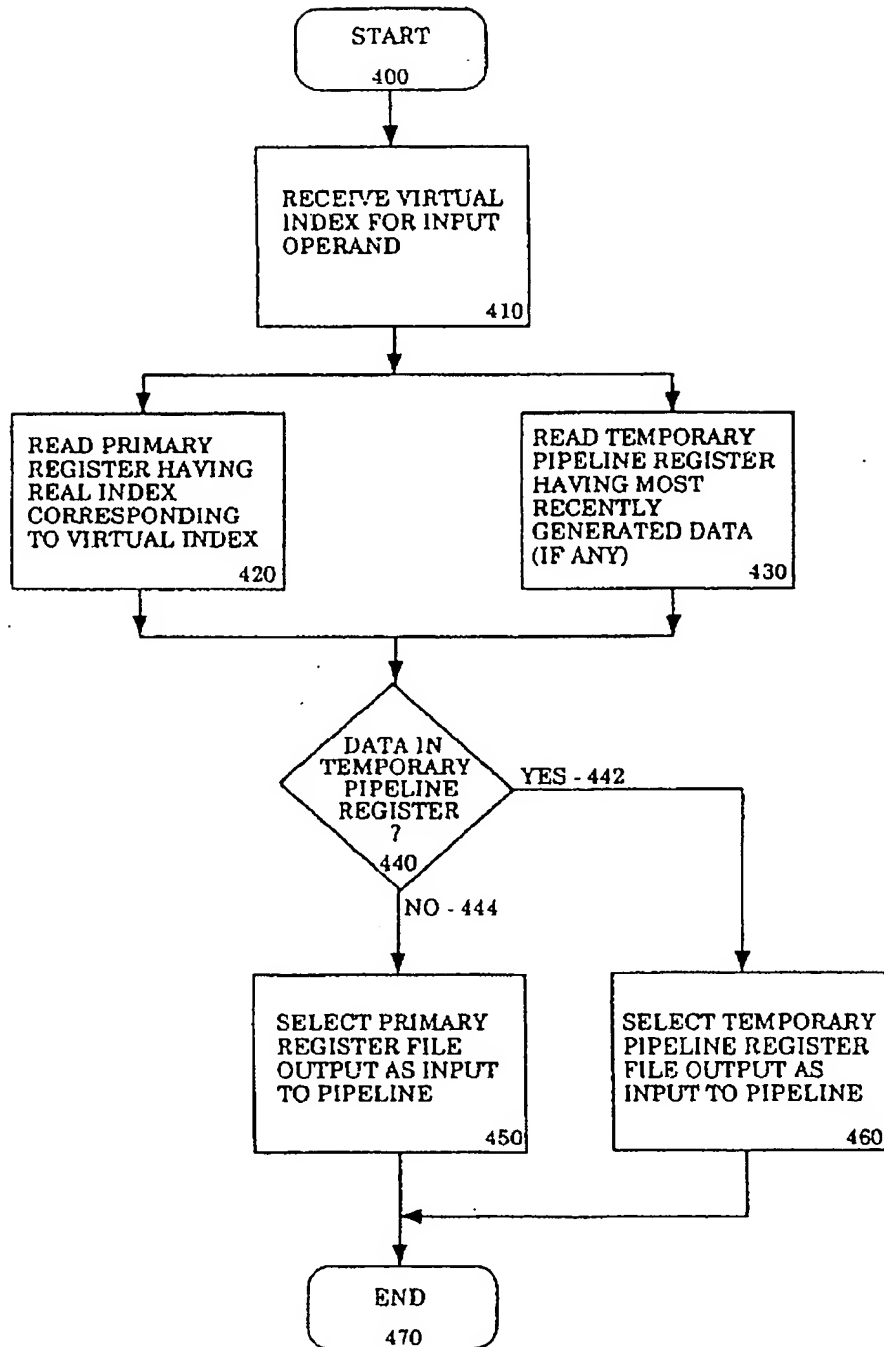 START
400
RECEIVE VIRTUAL
INDEX FOR INPUT
OPERAND
410
READ PRIMARY
REGISTER HAVING
REAL INDEX
CORRESPONDING
TO VIRTUAL INDEX
420
READ TEMPORARY
PIPELINE REGISTER
HAVING MOST
RECENTLY
GENERATED DATA
(IF ANY)
430
DATA IN
TEMPORARY
PIPELINE
REGISTER
?
440
YES - 442
NO - 444
SELECT PRIMARY
REGISTER FILE
OUTPUT AS INPUT
TO PIPELINE
450
SELECT TEMPORARY
PIPELINE REGISTER
FILE OUTPUT AS
INPUT TO PIPELINE
460
END
470